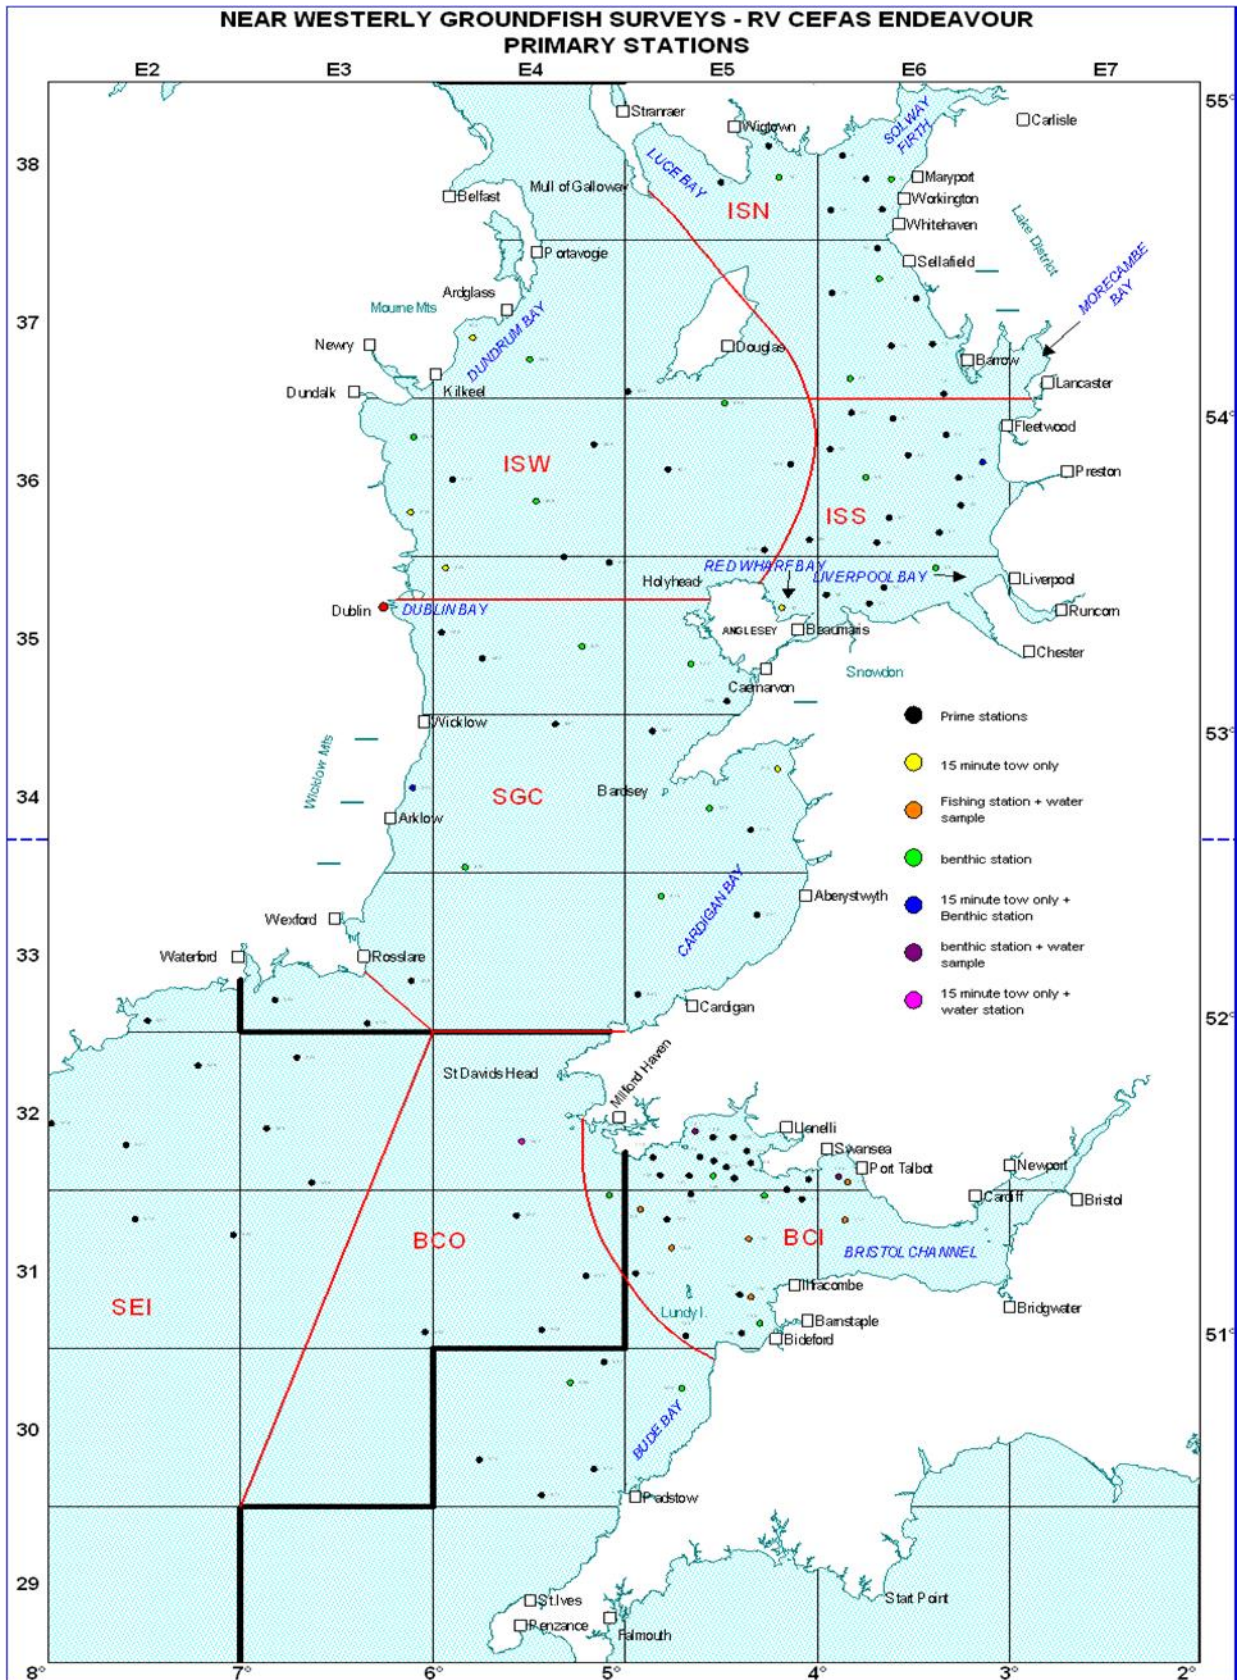 NEAR WESTERLY GROUNDFISH SURVEYS - RV CEFAS ENDEAVOUR
PRIMARY STATIONS
E2 E3 E4 E5 E6 E7
55°
Stranraer
Wigtown
SOLWAY
FIRTH
Carlisle
38
LUCE BAY
Mull of Galloway
Maryport
Belfast
Workington
ISN
Whitehaven
Lake District
Portavogie
Sellafield
MORECAMBE
BAY
Ardglass
Mourne Mts
37
DUNDRUM BAY
Newry
Douglas
Barrow
Dundalk
Kilkeel
Lancaster
54°
Fleetwood
ISW
36
Preston
ISS
RED WHARF BAY
LIVERPOOL BAY
Holyhead
Liverpool
Dublin
DUBLIN BAY
Runcorn
35
ANGLESEY
Beaumaris
Chester
Snowdon
Caernarvon
Prime stations
Wicklow
53°
15 minute tow only
Wicklow Mts
34
SGC
Bardsey
Fishing station + water
sample
Arklow
benthic station
CARDIGAN BAY
Aberystwyth
15 minute tow only +
Benthic station
Wexford
33
Waterford
Rosslare
benthic station + water
sample
Cardigan
15 minute tow only +
water station
52°
St Davids Head
Milford Haven
32
Llanelli
Swansea
Port Talbot
Newport
Cardiff
Bristol
BCO
BCI
BRISTOL CHANNEL
31
Ilfracombe
SEI
Lundy I.
Barnstaple
Bridgwater
Bideford
51°
30
BUDE BAY
Padstow
29
St.Ives
Start Point
Penzance
Falmouth
8° 7° 6° 5° 4° 3° 2°